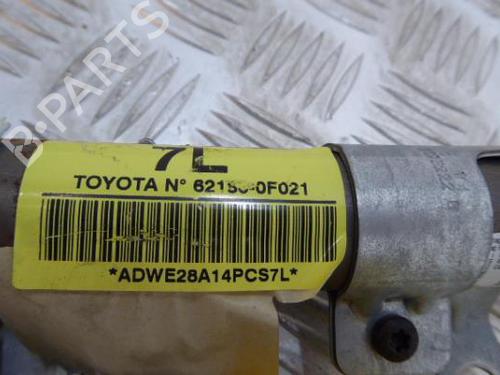 B-PARTS
7L
TOYOTA N° 62180-0F021
*ADWE28A14PCS7L*